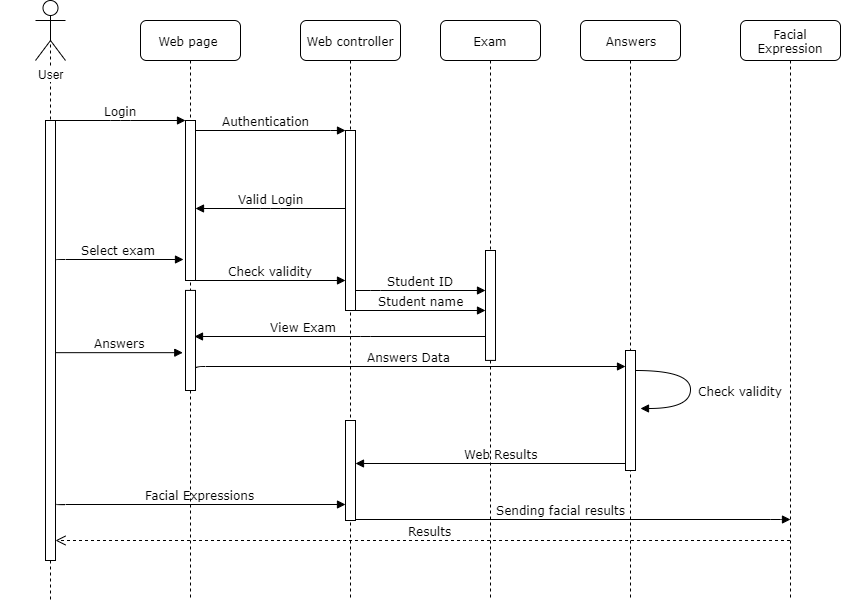 User
Web page
Web controller
Exam
Answers
Facial
Expression
Login
Authentication
Valid Login
Select exam
Check validity
Student ID
Student name
View Exam
Answers
Answers Data
Check validity
Web Results
Facial Expressions
Sending facial results
Results